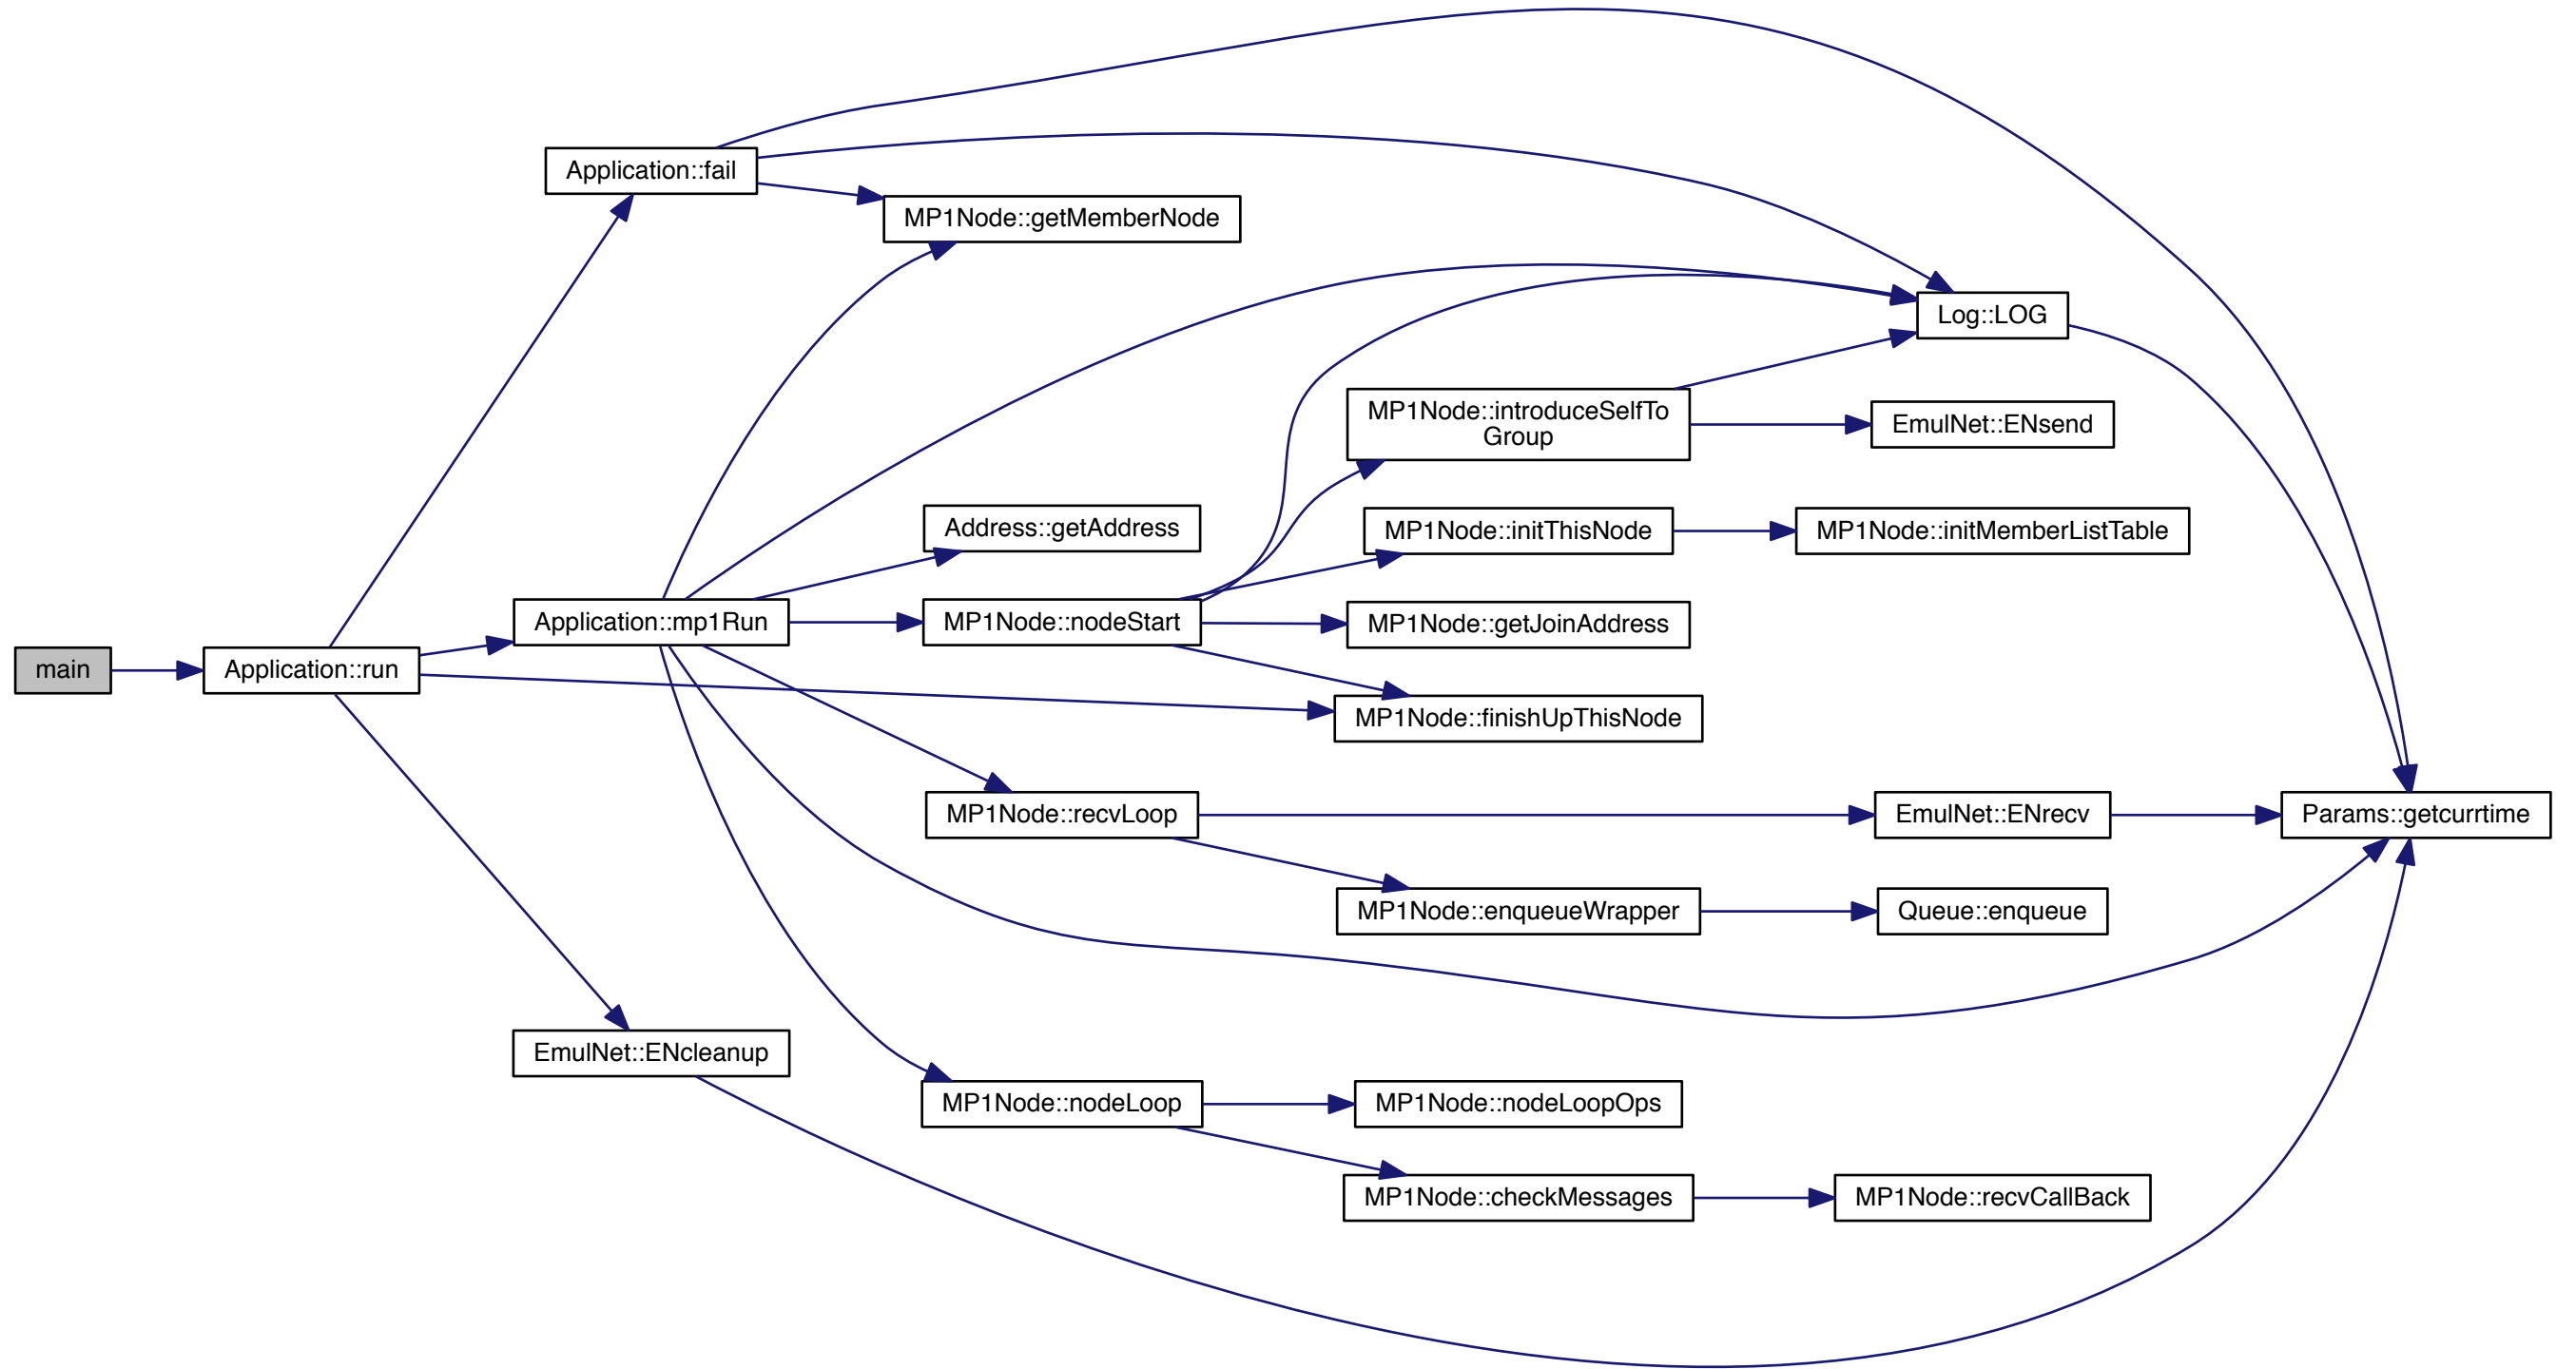 Application::fail
MP1Node::getMemberNode
Log::LOG
MP1Node::introduceSelfTo
Group
EmulNet::ENsend
Address::getAddress
MP1Node::initThisNode
MP1Node::initMemberListTable
Application::mp1Run
MP1Node::nodeStart
MP1Node::getJoinAddress
main
Application::run
MP1Node::finishUpThisNode
MP1Node::recvLoop
EmulNet::ENrecv
Params::getcurrtime
MP1Node::enqueueWrapper
Queue::enqueue
EmulNet::ENcleanup
MP1Node::nodeLoop
MP1Node::nodeLoopOps
MP1Node::checkMessages
MP1Node::recvCallBack